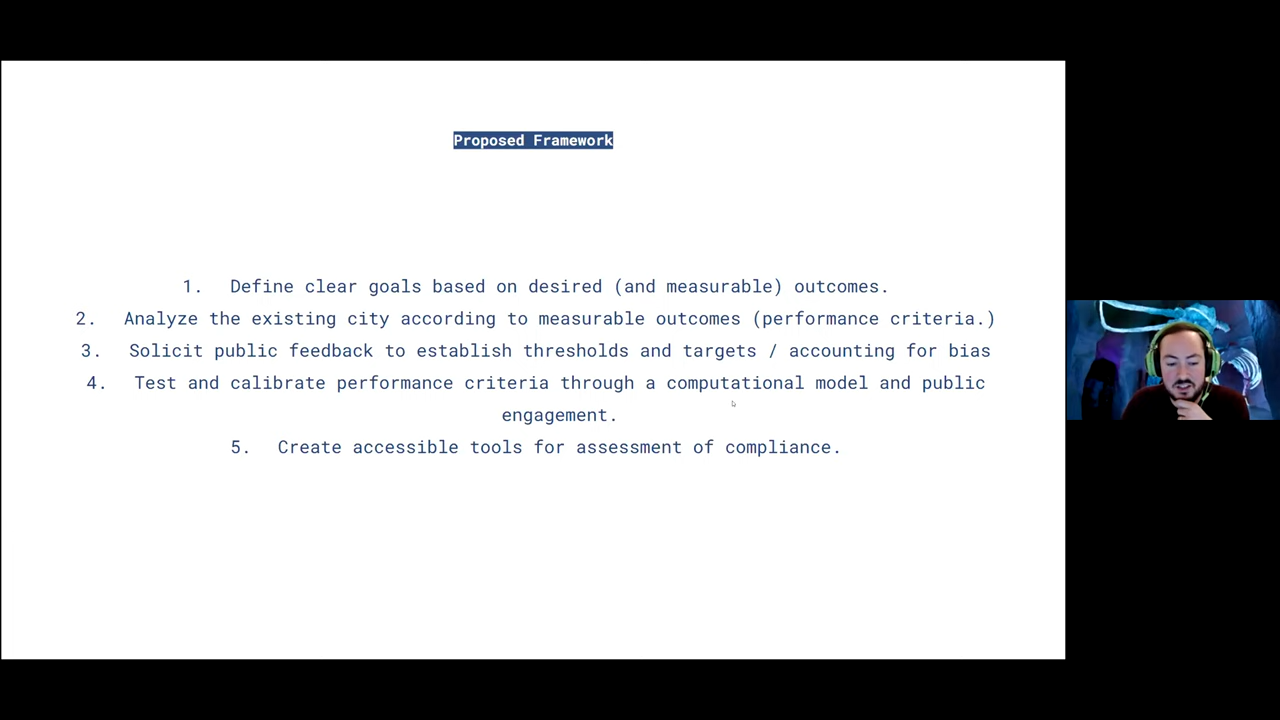 Proposed Framework
1. Define clear goals based on desired (and measurable) outcomes.
2. Analyze the existing city according to measurable outcomes (performance criteria.)
3. Solicit public feedback to establish thresholds and targets / accounting for bias
4. Test and calibrate performance criteria through a computational model and public
engagement.
5. Create accessible tools for assessment of compliance.